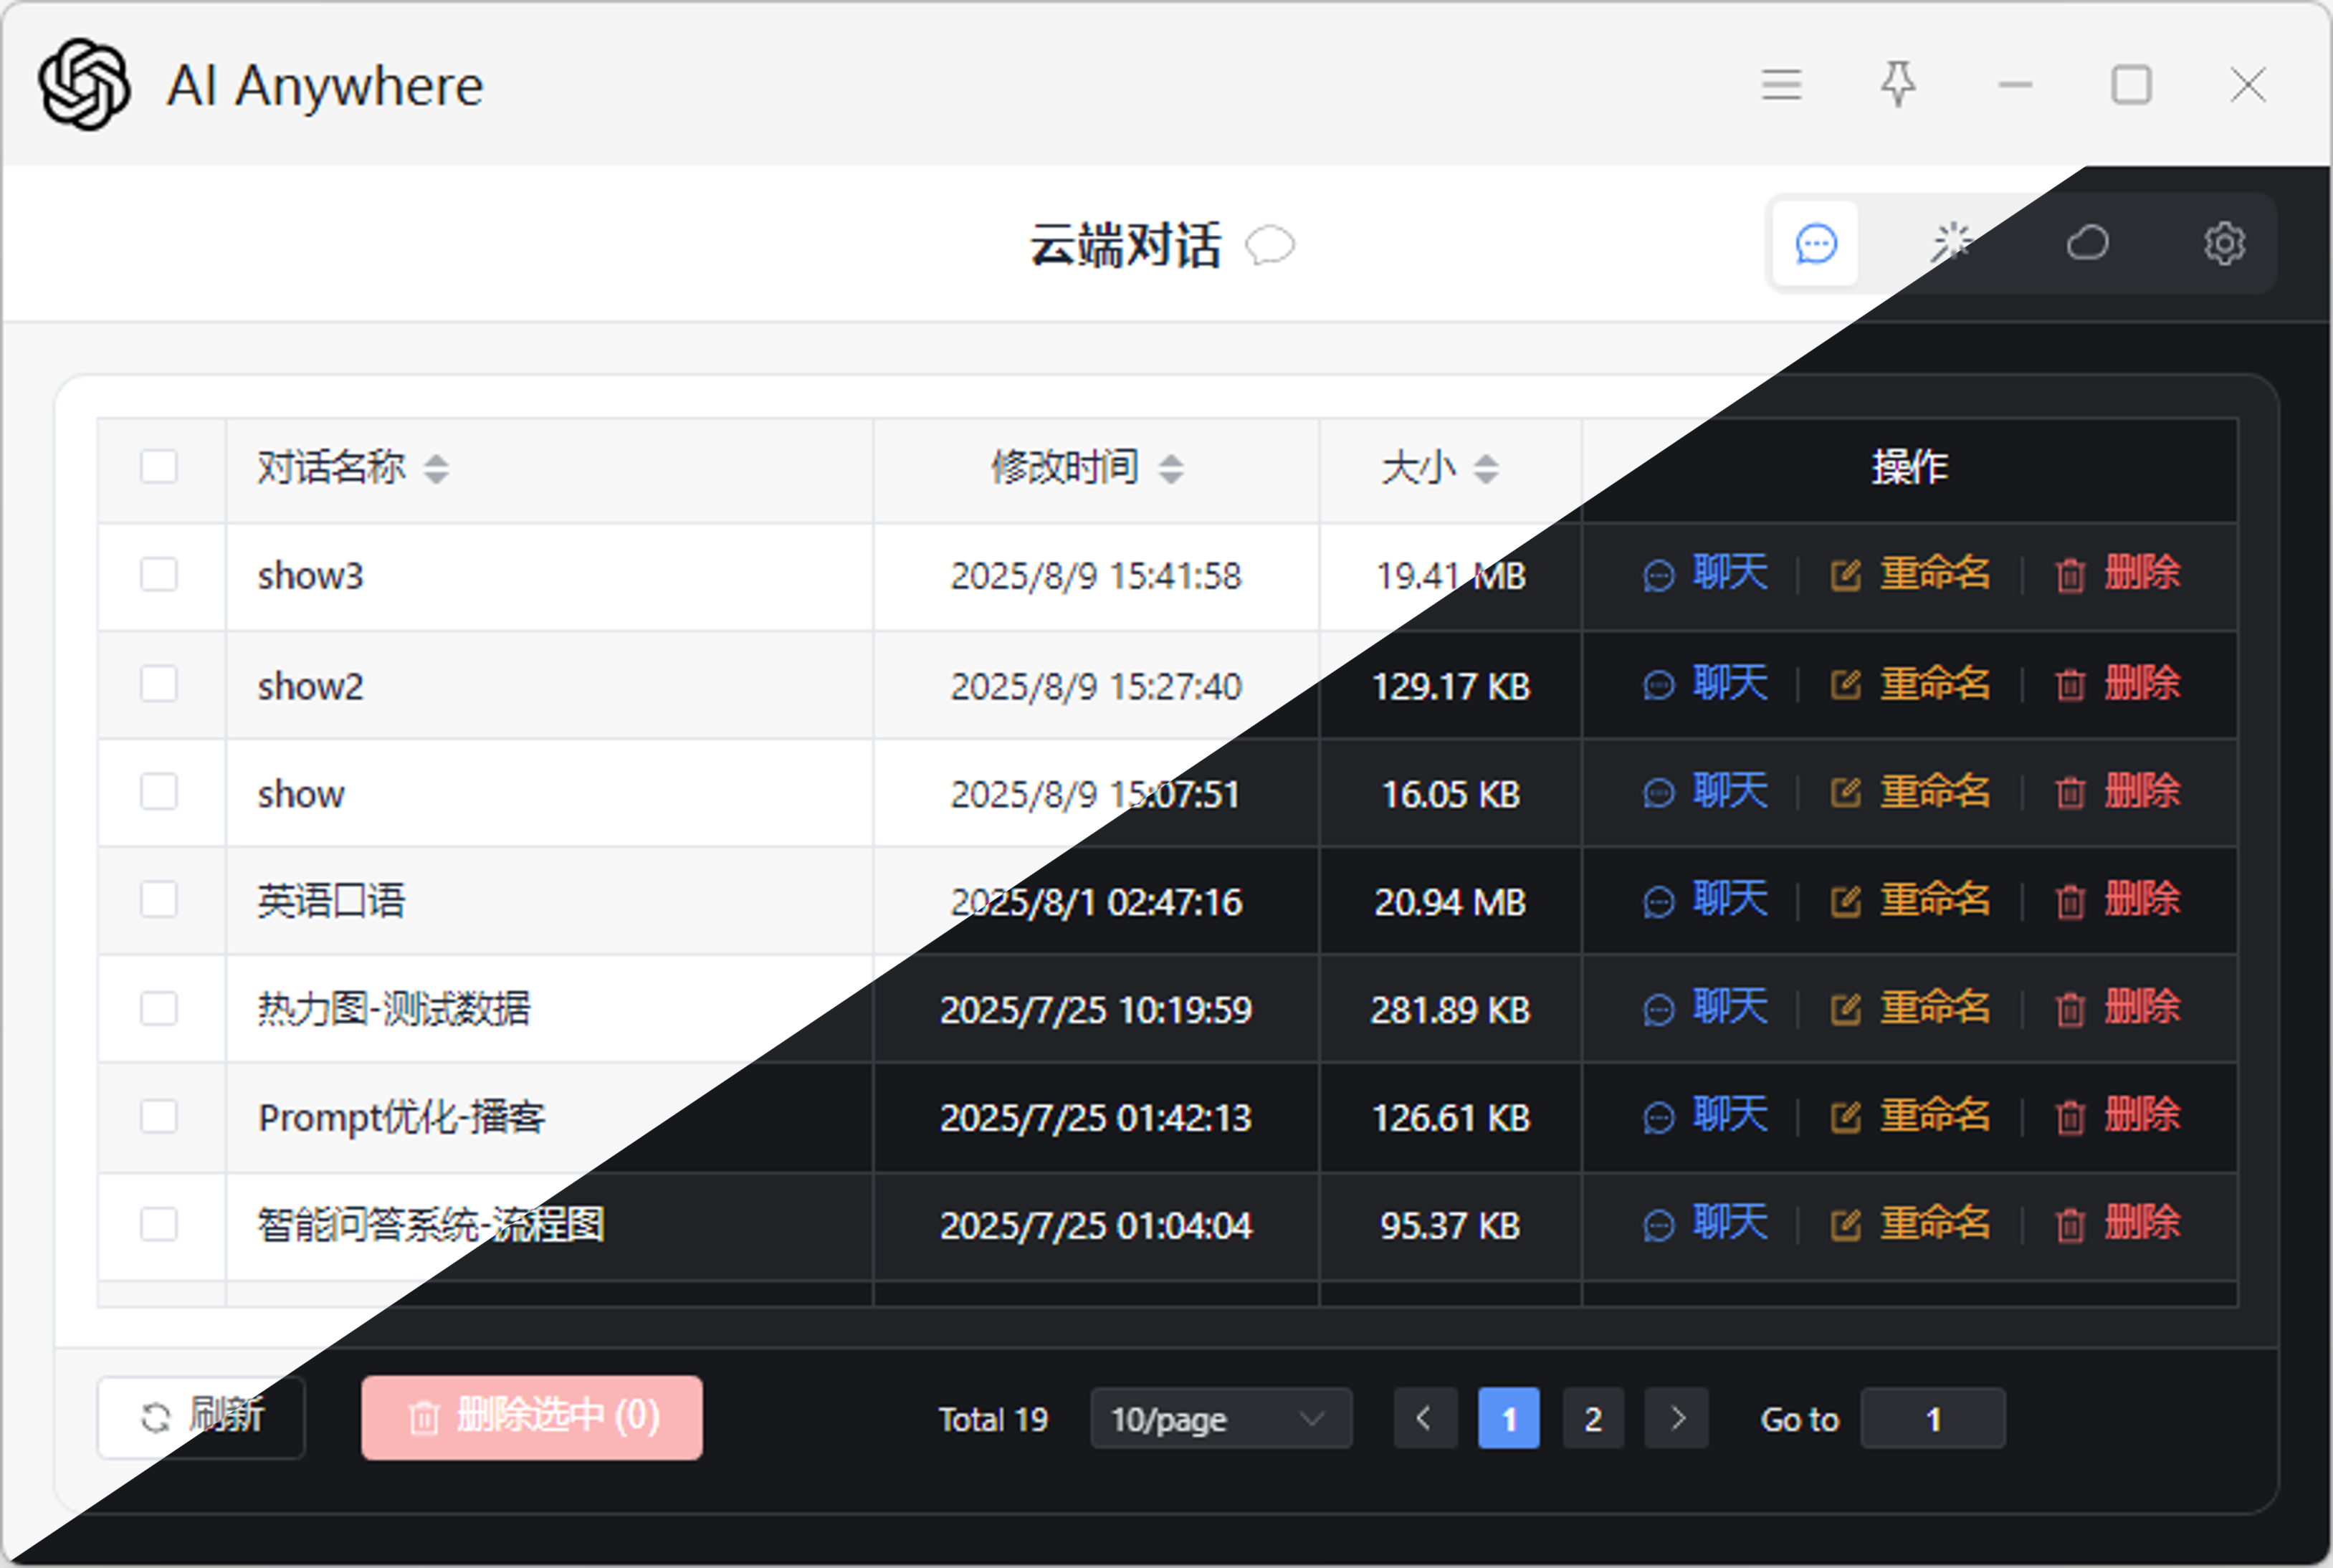 AI Anywhere
云端对话
对话名称 修改时间 大小 操作
show3 2025/8/9 15:41:58 19.41 MB 聊天 重命名 删除
show2 2025/8/9 15:27:40 129.17 KB 聊天 重命名 删除
show 2025/8/9 15:07:51 16.05 KB 聊天 重命名 删除
英语口语 2025/8/1 02:47:16 20.94 MB 聊天 重命名 删除
热力图-测试数据 2025/7/25 10:19:59 281.89 KB 聊天 重命名 删除
Prompt优化-播客 2025/7/25 01:42:13 126.61 KB 聊天 重命名 删除
智能问答系统-流程图 2025/7/25 01:04:04 95.37 KB 聊天 重命名 删除
刷新 删除选中 (0) Total 19 10/page 1 2 Go to 1